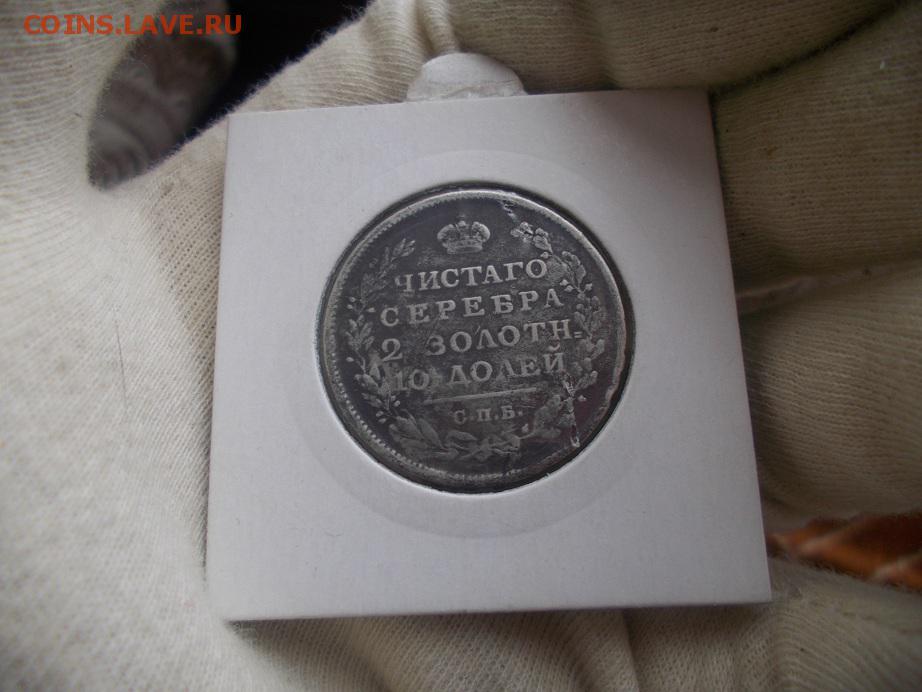 COINS.LAVE.RU
ЧИСТАГО
СЕРЕБРА
2 ЗОЛОТН=
10 ДОЛЕЙ
С.П.Б.